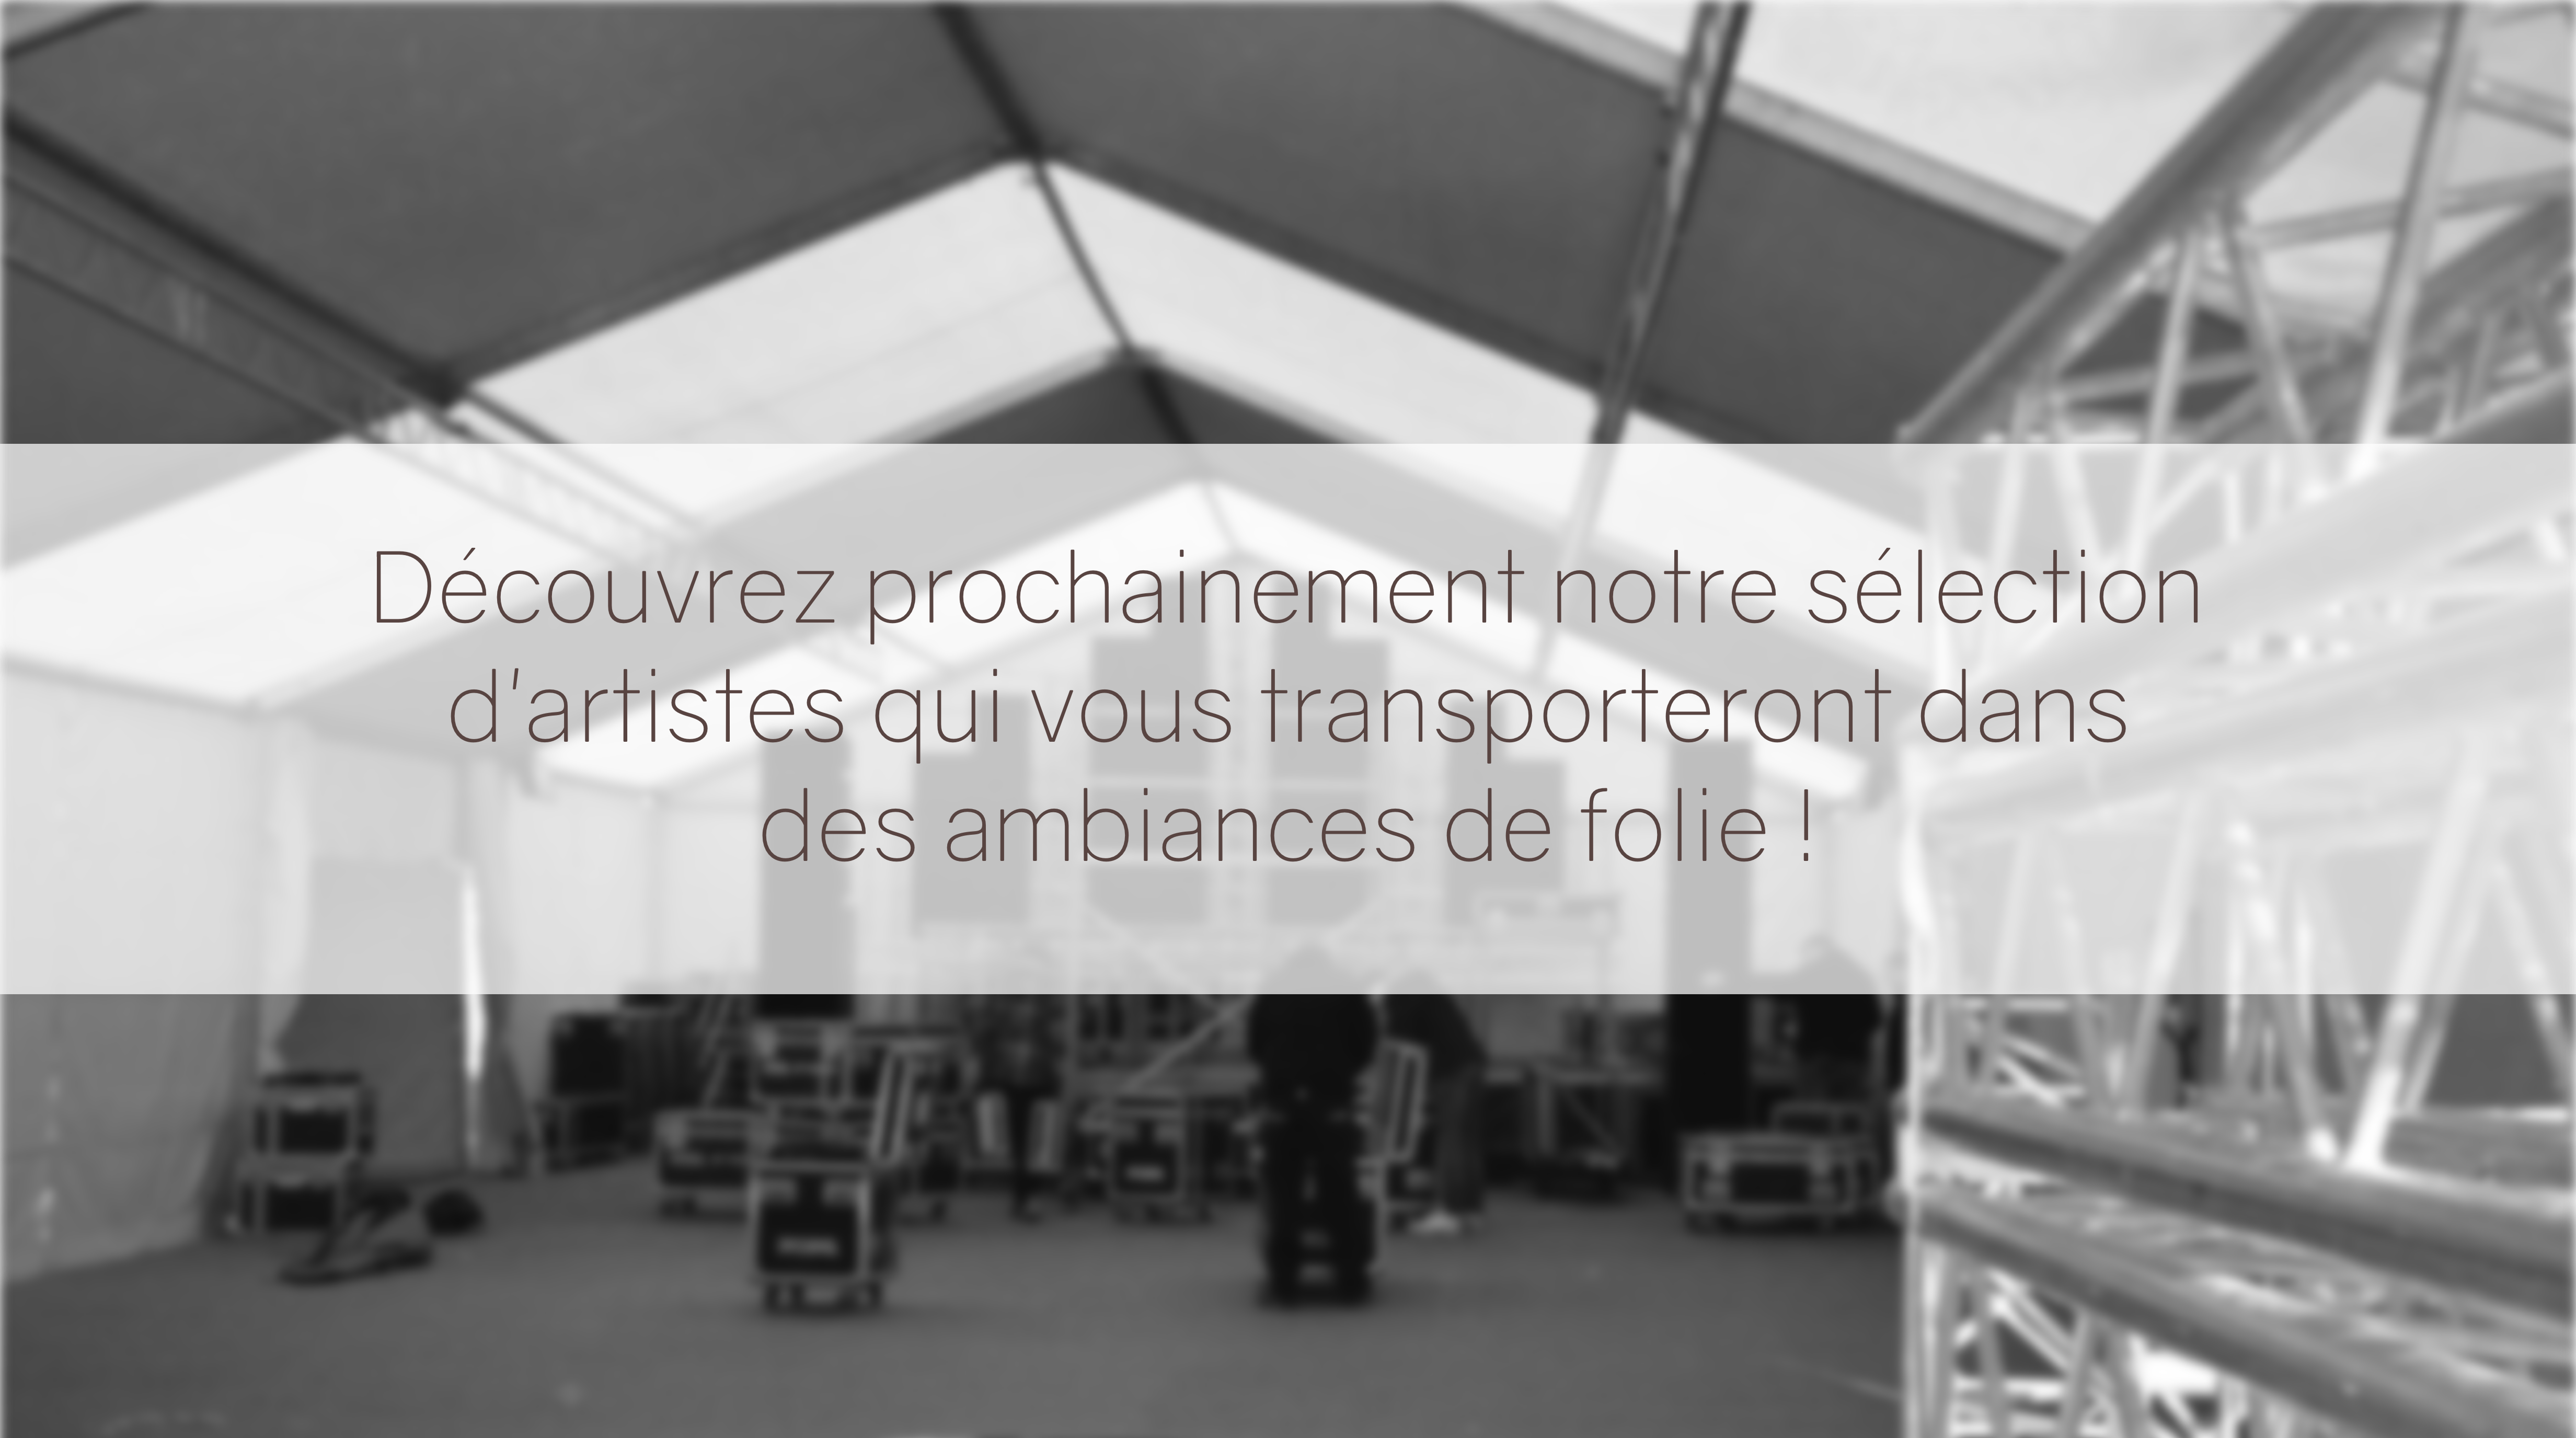 Découvrez prochainement notre sélection
d'artistes qui vous transporteront dans
des ambiances de folie !